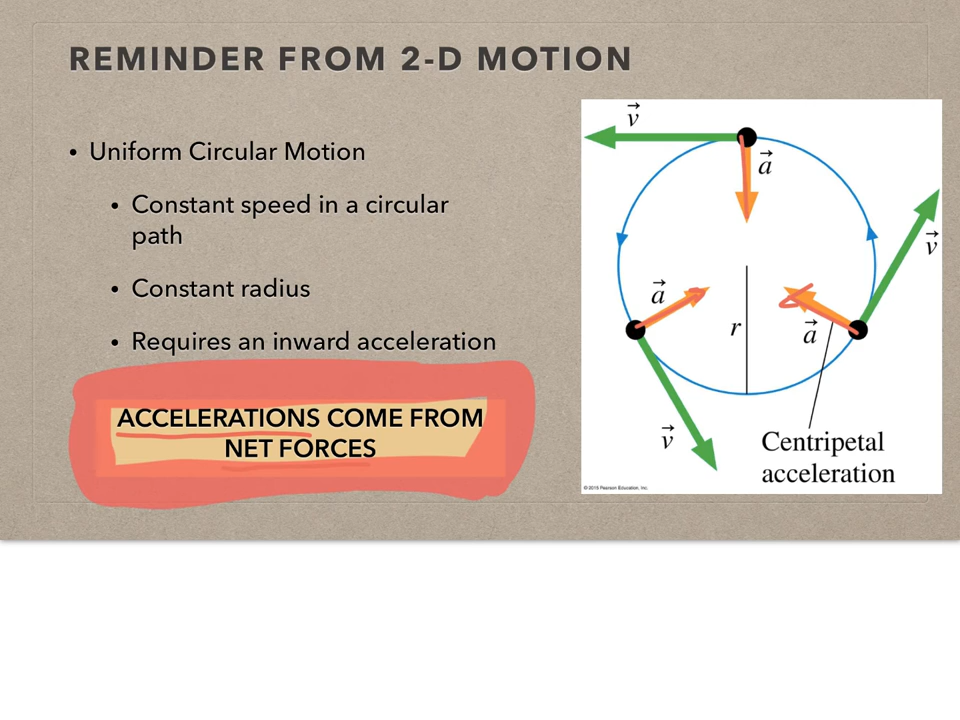 REMINDER FROM 2-D MOTION
• Uniform Circular Motion
• Constant speed in a circular
path
• Constant radius
• Requires an inward acceleration
ACCELERATIONS COME FROM
NET FORCES
v
a
v
a
r
a
v
Centripetal
acceleration
© 2015 Pearson Education, Inc.